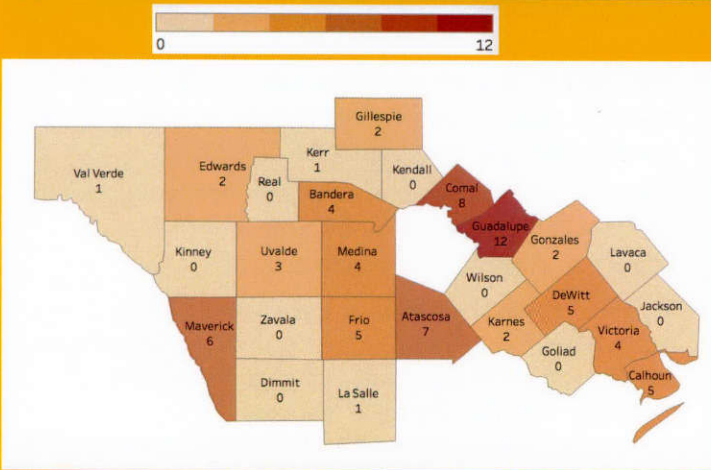 0
12
Gillespie
2
Kerr
1
Val Verde
1
Edwards
2
Real
0
Kendall
0
Bandera
4
Comal
8
Guadalupe
12
Gonzales
2
Lavaca
0
Kinney
0
Uvalde
3
Medina
4
Wilson
0
DeWitt
5
Jackson
0
Maverick
6
Zavala
0
Frio
5
Atascosa
7
Karnes
2
Victoria
4
Goliad
0
Calhoun
5
Dimmit
0
La Salle
1